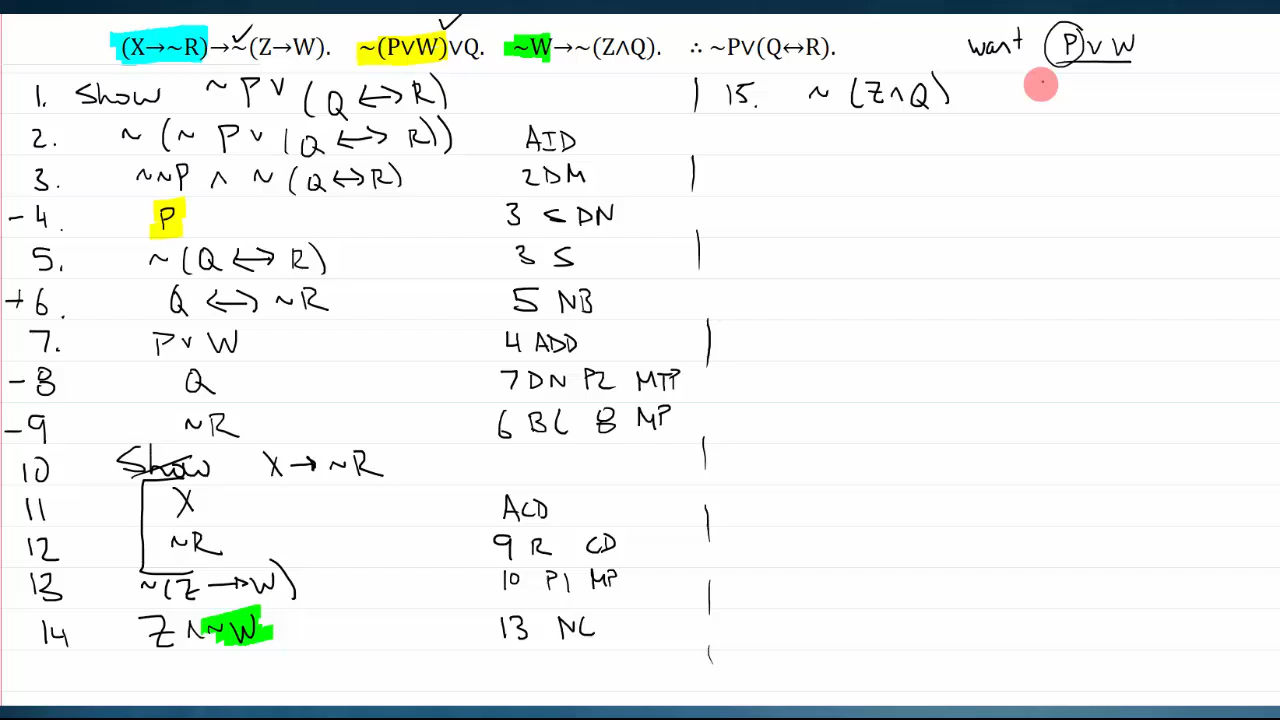 (X→~R)→~(Z→W). ~(P∨W)∨Q. ~W→~(Z∧Q). ∴ ~P∨(Q↔R). want P ∨ W
1. Show ~P ∨ (Q ↔ R)
2. ~(~P ∨ (Q ↔ R)) AID
3. ~~P ∧ ~(Q ↔ R) 2 DM
– 4. P 3 S DN
5. ~(Q ↔ R) 3 S
+ 6. Q ↔ ~R 5 NB
7. P ∨ W 4 ADD
– 8 Q 7 DN P2 MTP
– 9 ~R 6 BC 8 MP
10 Show X → ~R
11 X ACD
12 ~R 9 R CD
13 ~(Z → W) 10 P1 MP
14 Z ∧ ~W 13 NC
15. ~(Z ∧ Q)